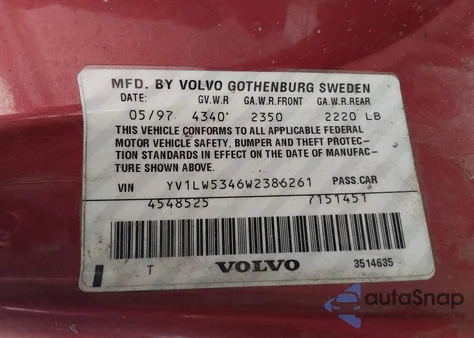 MFD. BY VOLVO GOTHENBURG SWEDEN
DATE: GV.W.R GA.W.R.FRONT GA.W.R.REAR
05/97 4340 2350 2220 LB
THIS VEHICLE CONFORMS TO ALL APPLICABLE FEDERAL
MOTOR VEHICLE SAFETY, BUMPER AND THEFT PROTEC-
TION STANDARDS IN EFFECT ON THE DATE OF MANUFAC-
TURE SHOWN ABOVE.
VIN YV1LW5346W2386261 PASS.CAR
4548525 7151451
T VOLVO 3514635
autaSnap